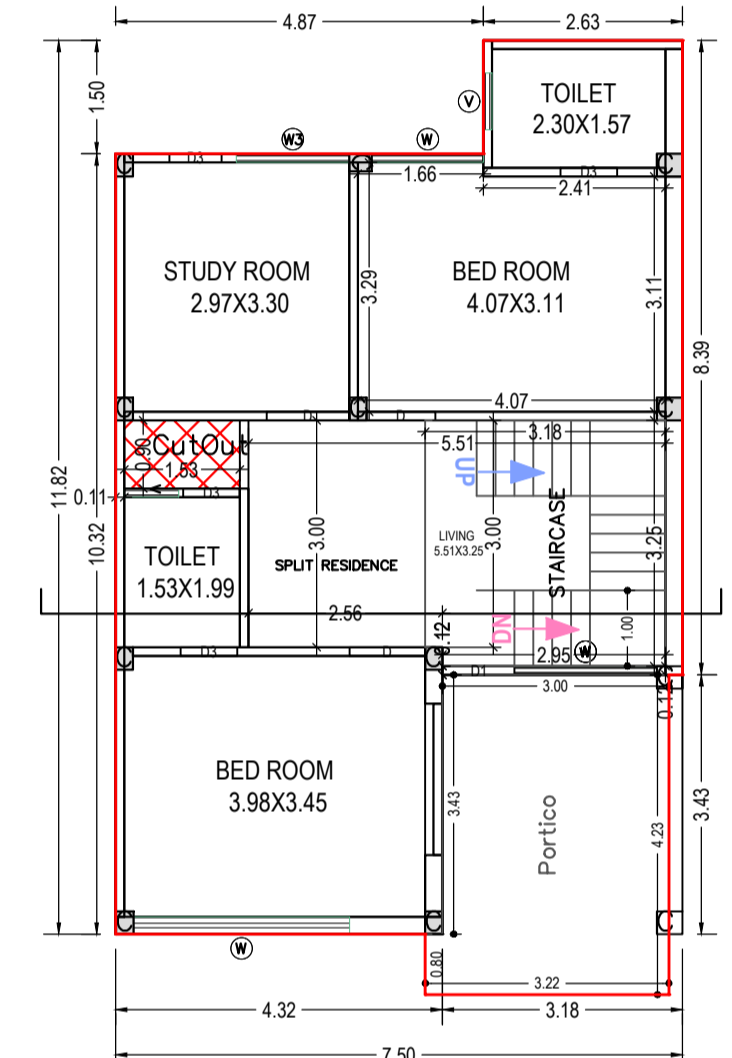 4.87
2.63
1.50
V
TOILET
2.30X1.57
W3
W
D3
D3
1.66
2.41
STUDY ROOM
2.97X3.30
3.29
BED ROOM
4.07X3.11
3.11
8.39
4.07
D
D
CutOut
0.90
1.53
5.51
3.18
UP
11.82
0.11
10.32
D3
TOILET
1.53X1.99
3.00
SPLIT RESIDENCE
LIVING
5.51X3.25
3.00
STAIRCASE
3.25
2.56
0.12
DN
1.00
2.95
W
D3
D
D1
3.00
BED ROOM
3.98X3.45
3.43
Portico
4.23
3.43
W
0.80
3.22
4.32
3.18
7.50